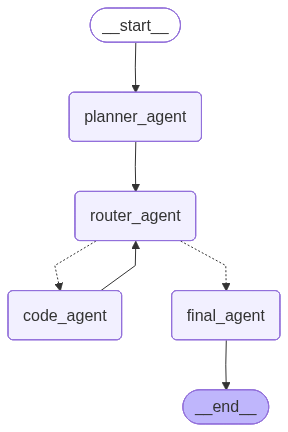 __start__
planner_agent
router_agent
code_agent
final_agent
__end__